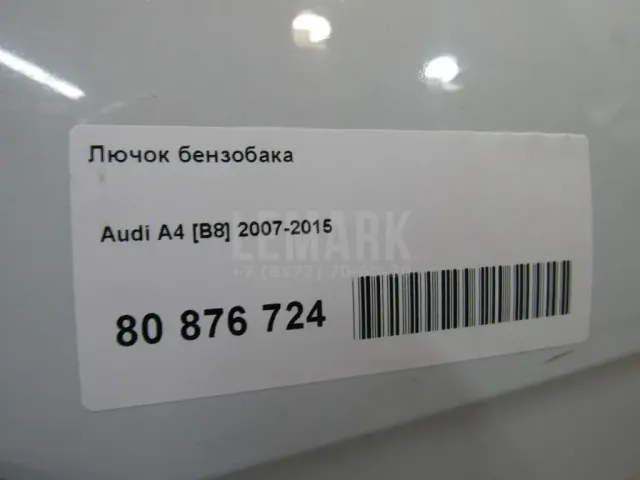 Лючок бензобака
Audi A4 [B8] 2007-2015
LEMARK
80 876 724